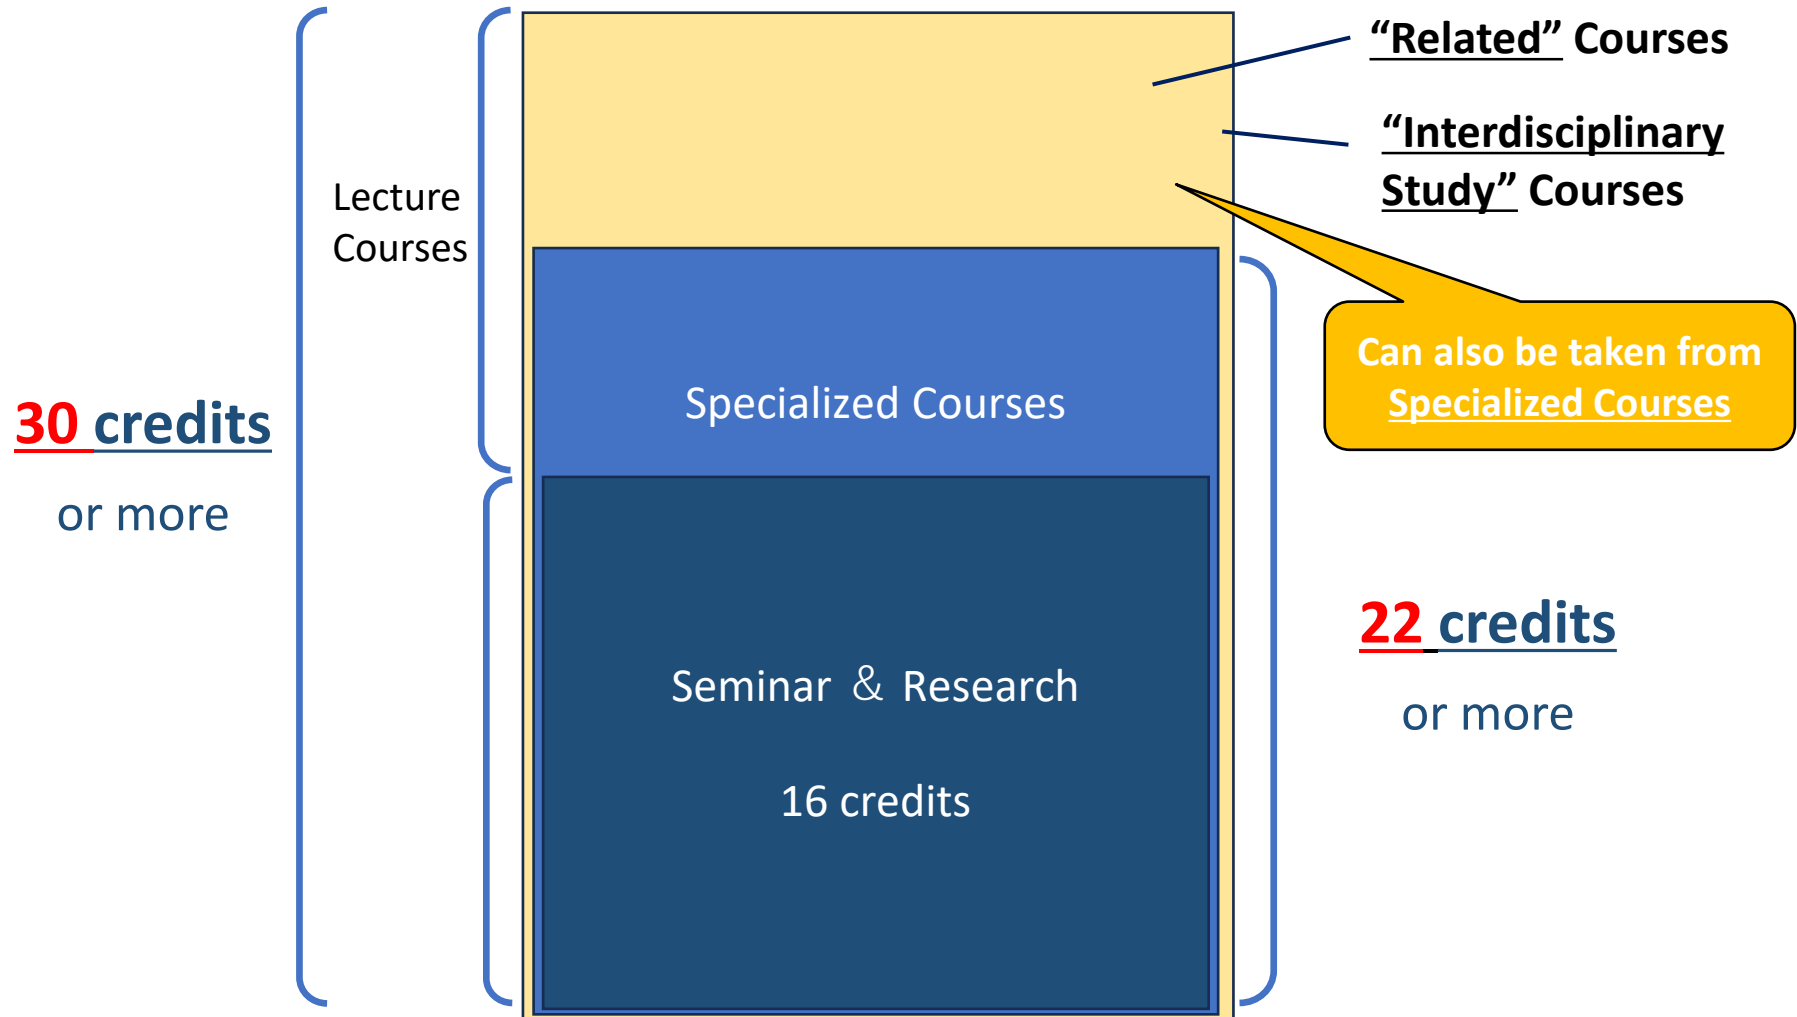 “Related” Courses
“Interdisciplinary
Study” Courses
Lecture
Courses
Can also be taken from
Specialized Courses
Specialized Courses
30 credits
or more
Seminar ＆ Research
16 credits
22 credits
or more